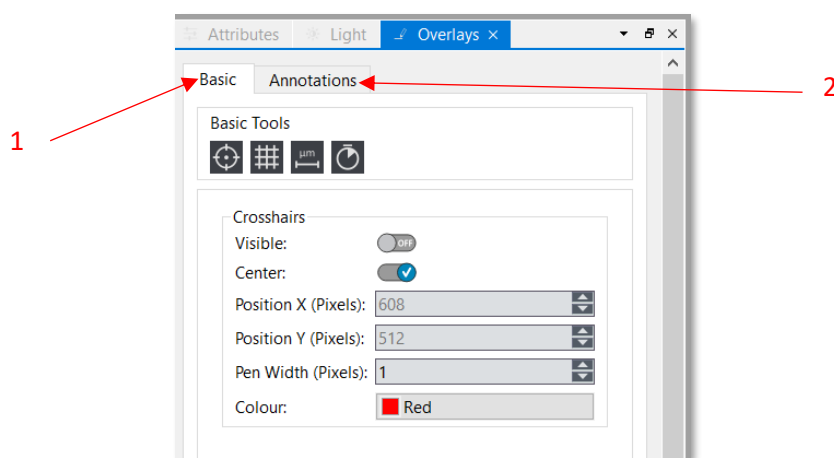 Attributes Light Overlays ×
Basic Annotations
2
1
Basic Tools
µm
Crosshairs
Visible: OFF
Center:
Position X (Pixels): 608
Position Y (Pixels): 512
Pen Width (Pixels): 1
Colour: Red